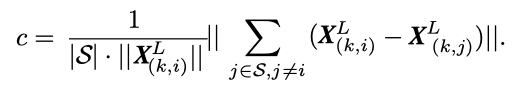 $c = \frac{1}{|\mathcal{S}| \cdot ||\boldsymbol{X}^{L}_{(k,i)}||} || \sum_{j \in \mathcal{S}, j \neq i} (\boldsymbol{X}^{L}_{(k,i)} - \boldsymbol{X}^{L}_{(k,j)}) ||.$